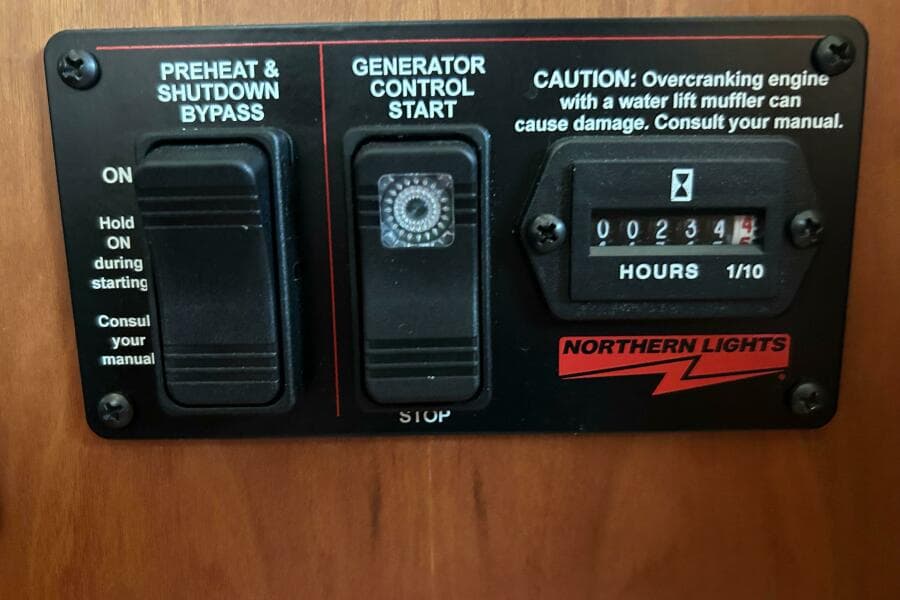 PREHEAT &
SHUTDOWN
BYPASS
ON
Hold
ON
during
starting
Consul
your
manual
GENERATOR
CONTROL
START
STOP
CAUTION: Overcranking engine
with a water lift muffler can
cause damage. Consult your manual.
0 0 2 3 4 4
HOURS 1/10
NORTHERN LIGHTS